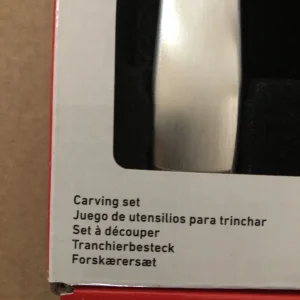 Carving set
Juego de utensilios para trinchar
Set à découper
Tranchierbesteck
Forskærersæt